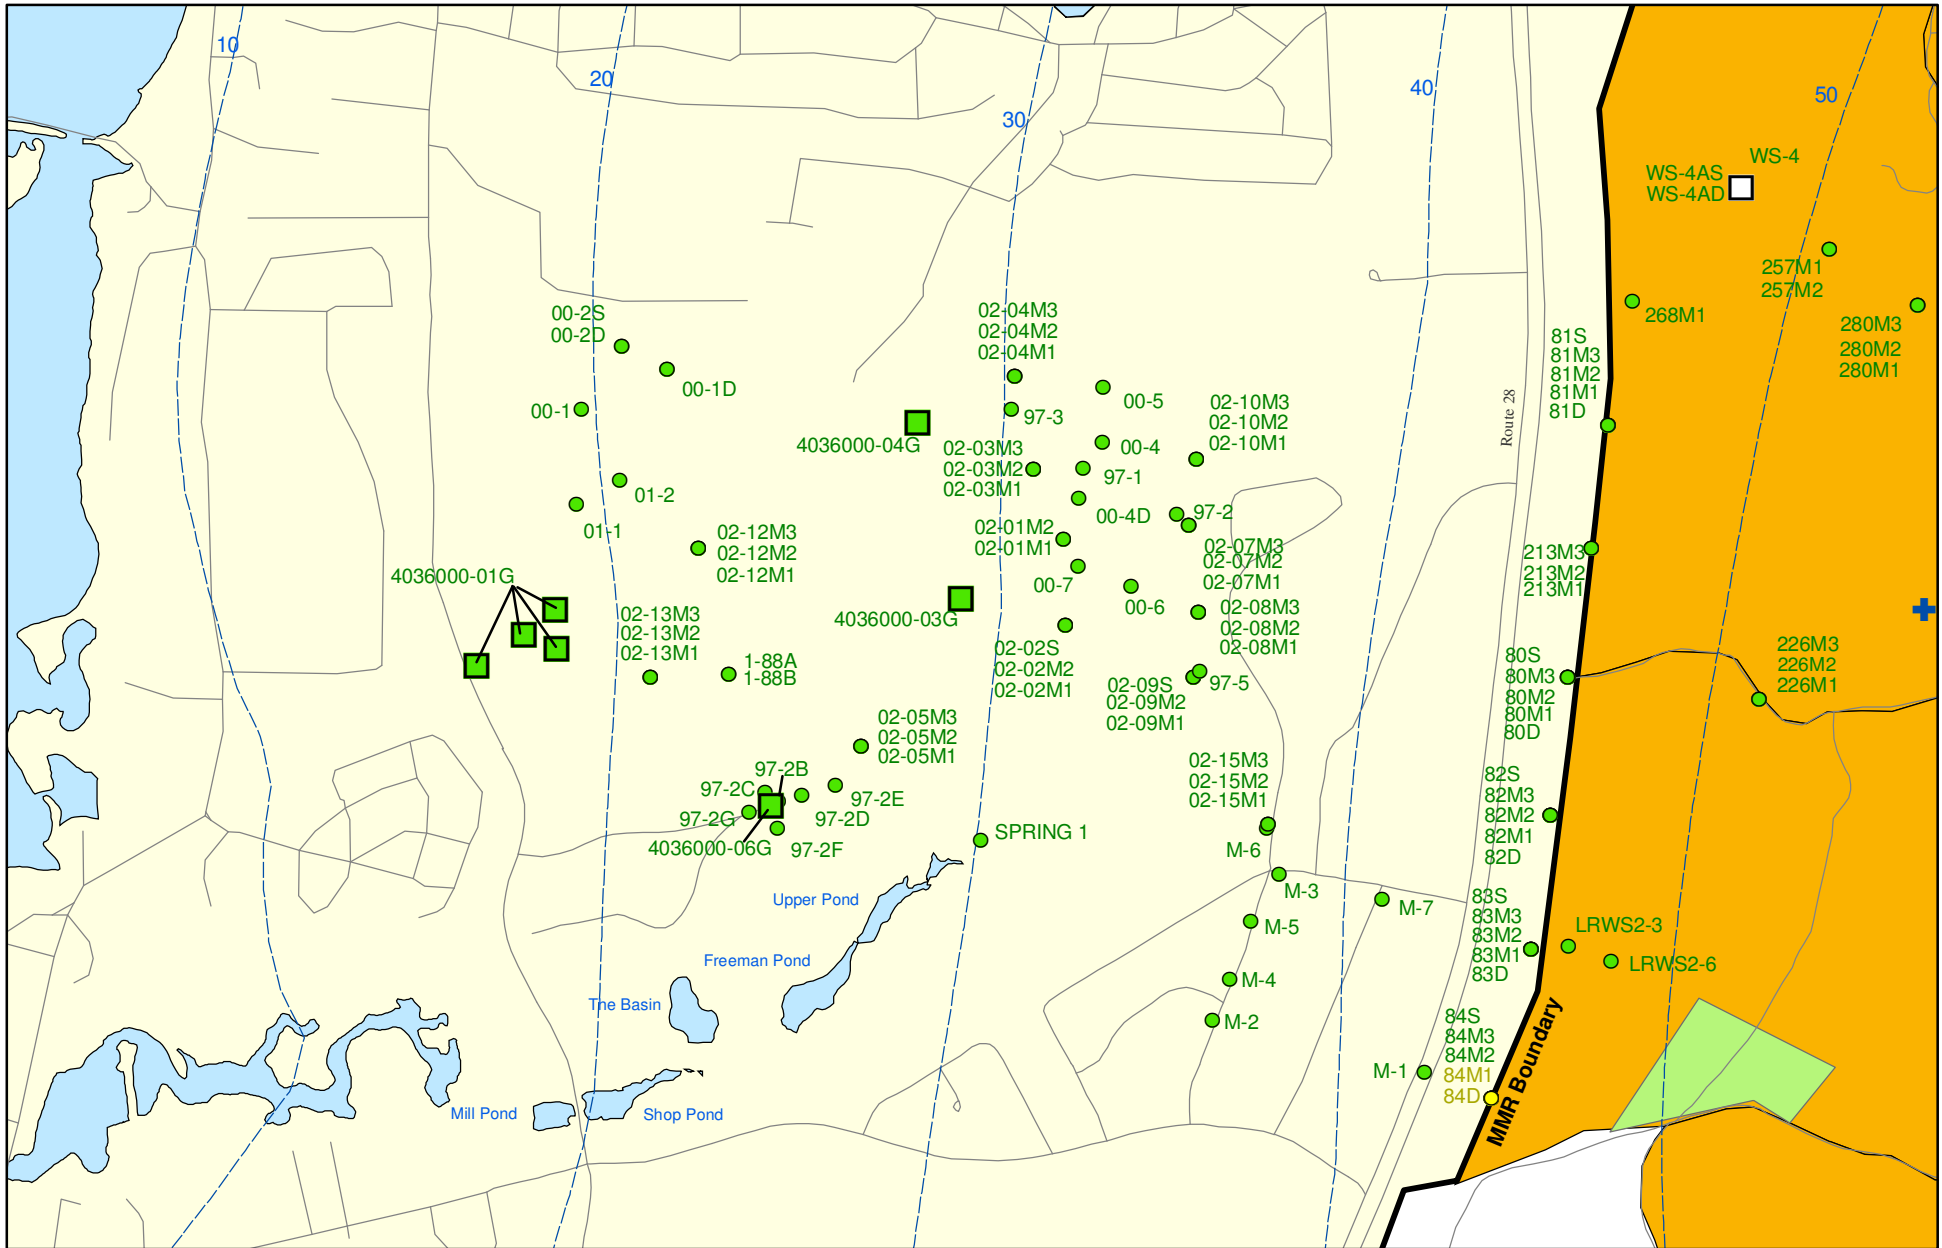 10
20
30
40
50
WS-4
WS-4AS
WS-4AD
257M1
257M2
268M1
280M3
280M2
280M1
00-2S
00-2D
00-1D
00-1
02-04M3
02-04M2
02-04M1
97-3
00-5
4036000-04G
02-10M3
02-10M2
02-10M1
00-4
97-1
02-03M3
02-03M2
02-03M1
00-4D
97-2
Route 28
81S
81M3
81M2
81M1
81D
01-2
01-1
02-12M3
02-12M2
02-12M1
02-01M2
02-01M1
00-7
00-6
02-07M3
02-07M2
02-07M1
213M3
213M2
213M1
4036000-01G
4036000-03G
02-13M3
02-13M2
02-13M1
1-88A
1-88B
02-02S
02-02M2
02-02M1
02-08M3
02-08M2
02-08M1
97-5
02-09S
02-09M2
02-09M1
80S
80M3
80M2
80M1
80D
226M3
226M2
226M1
02-05M3
02-05M2
02-05M1
97-2B
97-2C
97-2E
97-2G
97-2D
4036000-06G
97-2F
SPRING 1
02-15M3
02-15M2
02-15M1
M-6
M-3
M-7
M-5
M-4
M-2
M-1
82S
82M3
82M2
82M1
82D
83S
83M3
83M2
83M1
83D
LRWS2-3
LRWS2-6
84S
84M3
84M2
84M1
84D
MMR Boundary
Upper Pond
Freeman Pond
The Basin
Mill Pond
Shop Pond